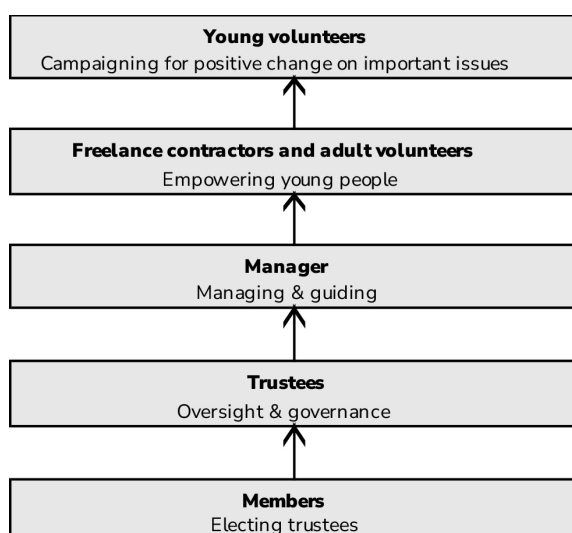 Young volunteers
Campaigning for positive change on important issues
Freelance contractors and adult volunteers
Empowering young people
Manager
Managing & guiding
Trustees
Oversight & governance
Members
Electing trustees